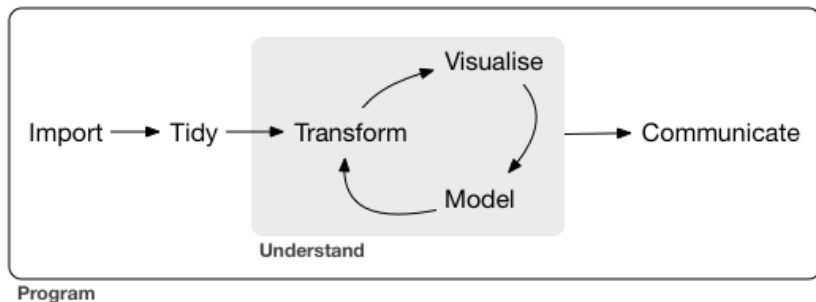 Visualise
Import
Tidy
Transform
Communicate
Model
Understand
Program